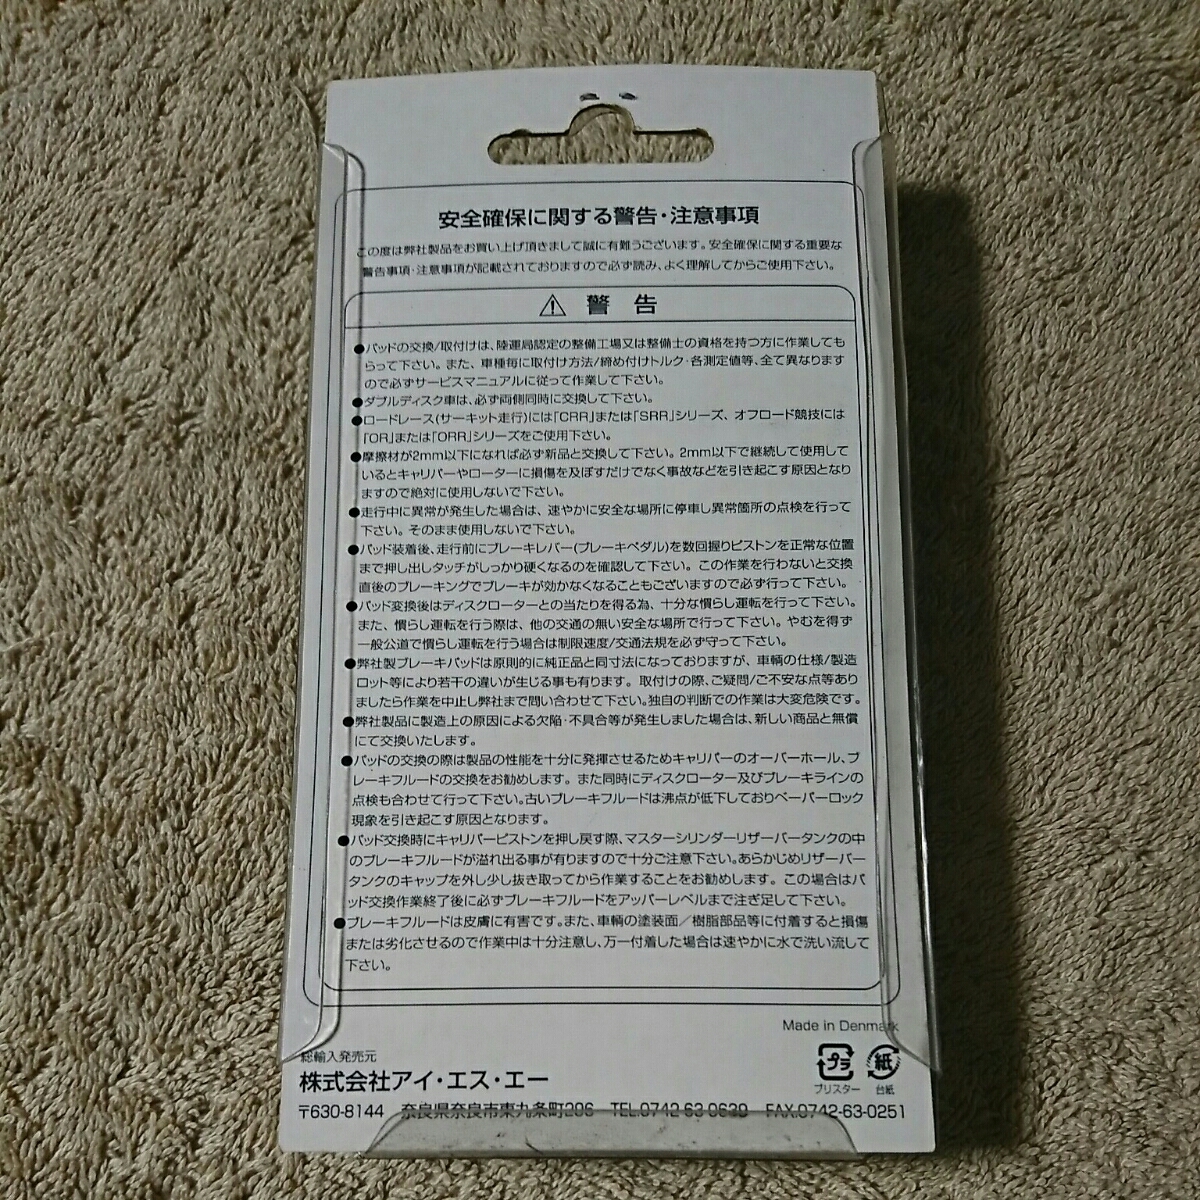 安全確保に関する警告・注意事項
この度は弊社製品をお買い上げ頂きまして誠に有難うございます。安全確保に関する重要な
警告事項・注意事項が記載されておりますので必ず読み、よく理解してからご使用下さい。
⚠ 警 告
●パッドの交換/取付けは、陸運局認定の整備工場又は整備士の資格を持つ方に作業しても
らって下さい。また、車種毎に取付け方法/締め付けトルク・各測定値等、全て異なります
ので必ずサービスマニュアルに従って作業して下さい。
●ダブルディスク車は、必ず両側同時に交換して下さい。
●ロードレース(サーキット走行)には「CRR」または「SRR」シリーズ、オフロード競技には
「OR」または「ORR」シリーズをご使用下さい。
●摩擦材が2mm以下になれば必ず新品と交換して下さい。2mm以下で継続して使用して
いるとキャリパーやローターに損傷を及ぼすだけでなく事故などを引き起こす原因となり
ますので絶対に使用しないで下さい。
●走行中に異常が発生した場合は、速やかに安全な場所に停車し異常箇所の点検を行って
下さい。そのまま使用しないで下さい。
●パッド装着後、走行前にブレーキレバー(ブレーキペダル)を数回握りピストンを正常な位置
まで押し出しタッチがしっかり硬くなるのを確認して下さい。この作業を行わないと交換
直後のブレーキングでブレーキが効かなくなることもございますので必ず行って下さい。
●パッド変換後はディスクローターとの当たりを得る為、十分な慣らし運転を行って下さい。
また、慣らし運転を行う際は、他の交通の無い安全な場所で行って下さい。やむを得ず
一般公道で慣らし運転を行う場合は制限速度/交通法規を必ず守って下さい。
●弊社製ブレーキパッドは原則的に純正品と同寸法になっておりますが、車輌の仕様/製造
ロット等により若干の違いが生じる事も有ります。取付けの際、ご疑問/ご不安な点等あり
ましたら作業を中止し弊社まで問い合わせて下さい。独自の判断での作業は大変危険です。
●弊社製品に製造上の原因による欠陥・不具合等が発生しました場合は、新しい商品と無償
にて交換いたします。
●パッドの交換の際は製品の性能を十分に発揮させるためキャリパーのオーバーホール、ブ
レーキフルードの交換をお勧めします。また同時にディスクローター及びブレーキラインの
点検も合わせて行って下さい。古いブレーキフルードは沸点が低下しておりベーパーロック
現象を引き起こす原因となります。
●パッド交換時にキャリパーピストンを押し戻す際、マスターシリンダーリザーバータンクの中
のブレーキフルードが溢れ出る事が有りますので十分ご注意下さい。あらかじめリザーバー
タンクのキャップを外し少し抜き取ってから作業することをお勧めします。この場合はパ
ッド交換作業終了後に必ずブレーキフルードをアッパーレベルまで注ぎ足して下さい。
●ブレーキフルードは皮膚に有害です。また、車輌の塗装面/樹脂部品等に付着すると損傷
または劣化させるので作業中は十分注意し、万一付着した場合は速やかに水で洗い流して
下さい。
Made in Denmark
総輸入発売元
株式会社アイ・エス・エー
プラ 紙
ブリスター 台紙
〒630-8144 奈良県奈良市東九条町286 TEL.0742-63-0639 FAX.0742-63-0251